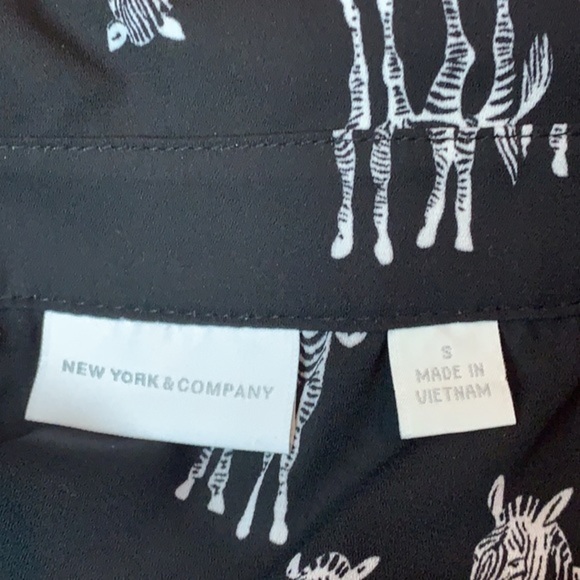 NEW YORK & COMPANY
S
MADE IN
VIETNAM